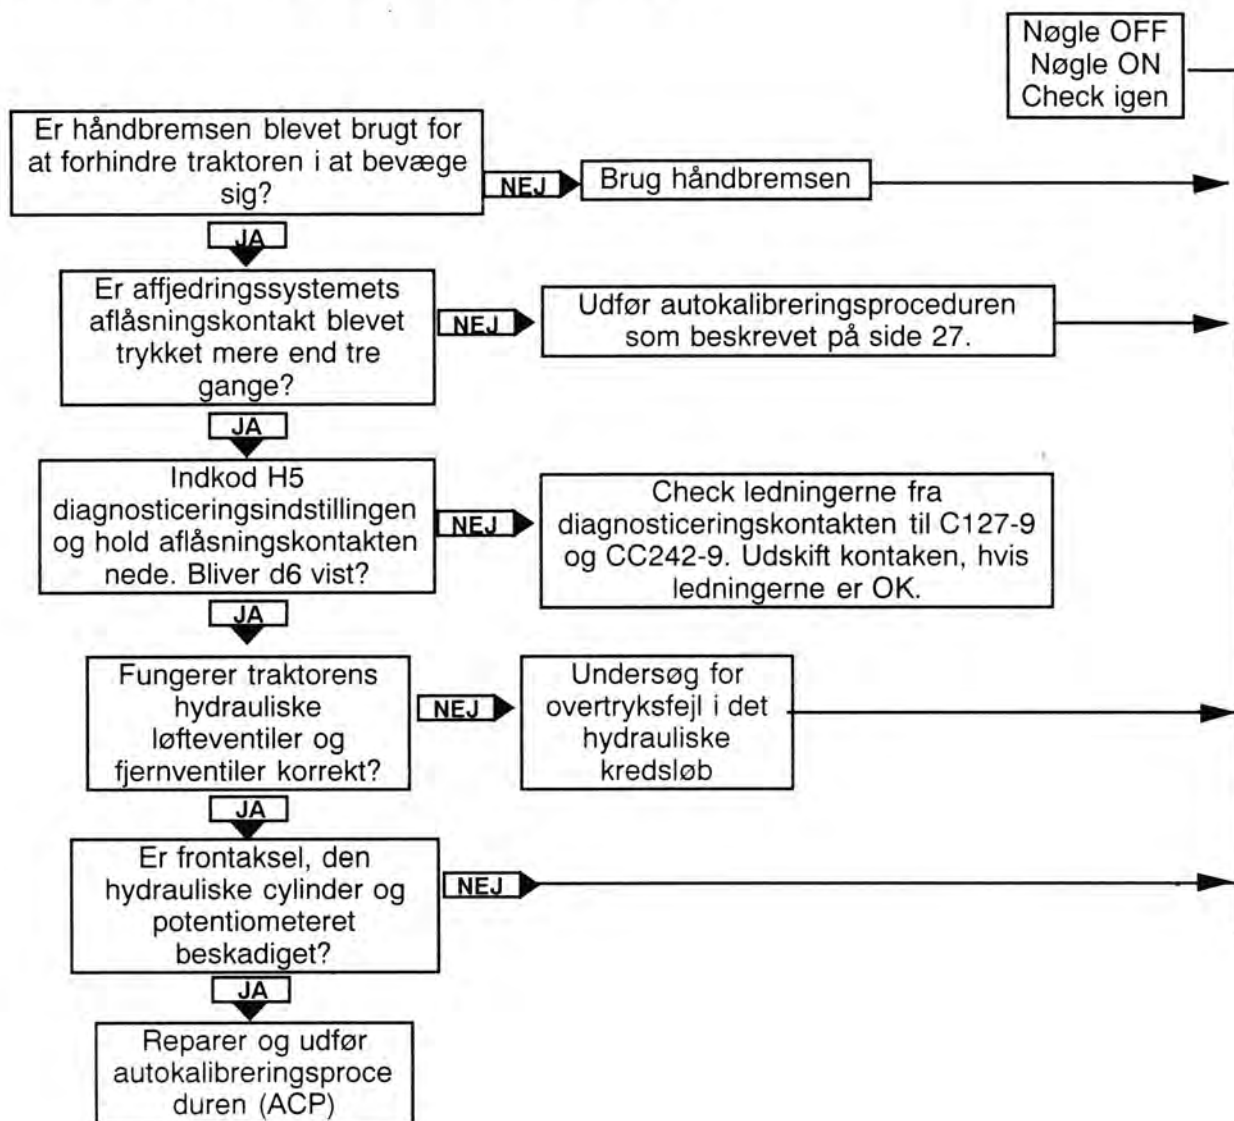 Nøgle OFF
Nøgle ON
Check igen
Er håndbremsen blevet brugt for
at forhindre traktoren i at bevæge
sig?
NEJ
Brug håndbremsen
JA
Er affjedringssystemets
aflåsningskontakt blevet
trykket mere end tre
gange?
NEJ
Udfør autokalibreringsproceduren
som beskrevet på side 27.
JA
Indkod H5
diagnosticeringsindstillingen
og hold aflåsningskontakten
nede. Bliver d6 vist?
NEJ
Check ledningerne fra
diagnosticeringskontakten til C127-9
og CC242-9. Udskift kontaken, hvis
ledningerne er OK.
JA
Fungerer traktorens
hydrauliske
løfteventiler og
fjernventiler korrekt?
NEJ
Undersøg for
overtryksfejl i det
hydrauliske
kredsløb
JA
Er frontaksel, den
hydrauliske cylinder og
potentiometeret
beskadiget?
NEJ
JA
Reparer og udfør
autokalibreringsproce
duren (ACP)